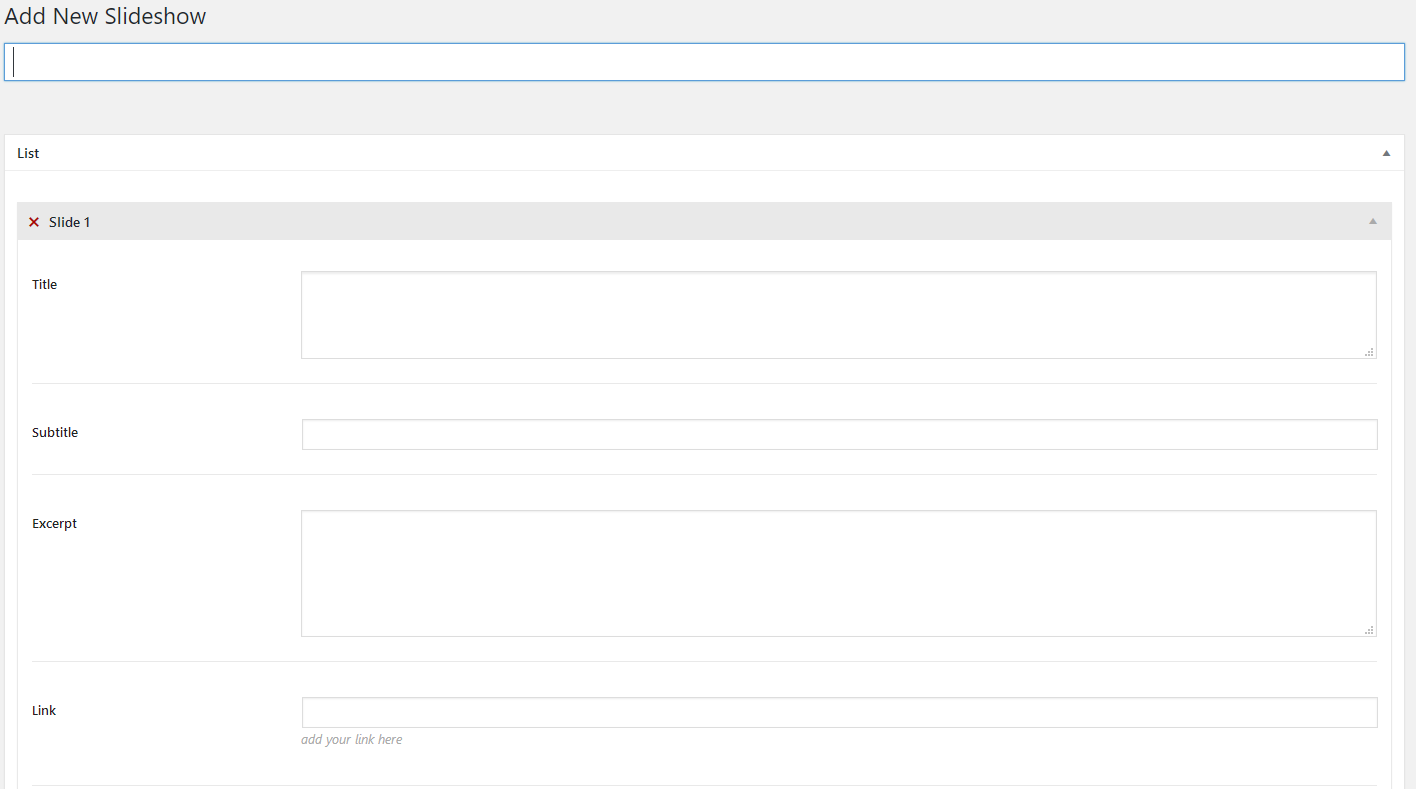 Add New Slideshow
List
Slide 1
Title
Subtitle
Excerpt
Link
add your link here